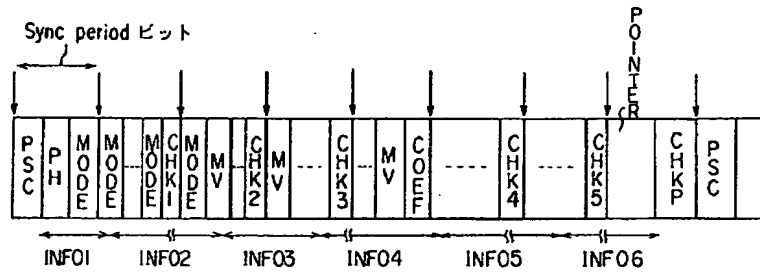 Sync period ビット
POINTER
PSC
PH
MODE
MODE
MODE
CHK1
MODE
MV
CHK2
MV
CHK3
MV
COEF
CHK4
CHK5
CHKP
PSC
INFO1
INFO2
INFO3
INFO4
INFO5
INFO6